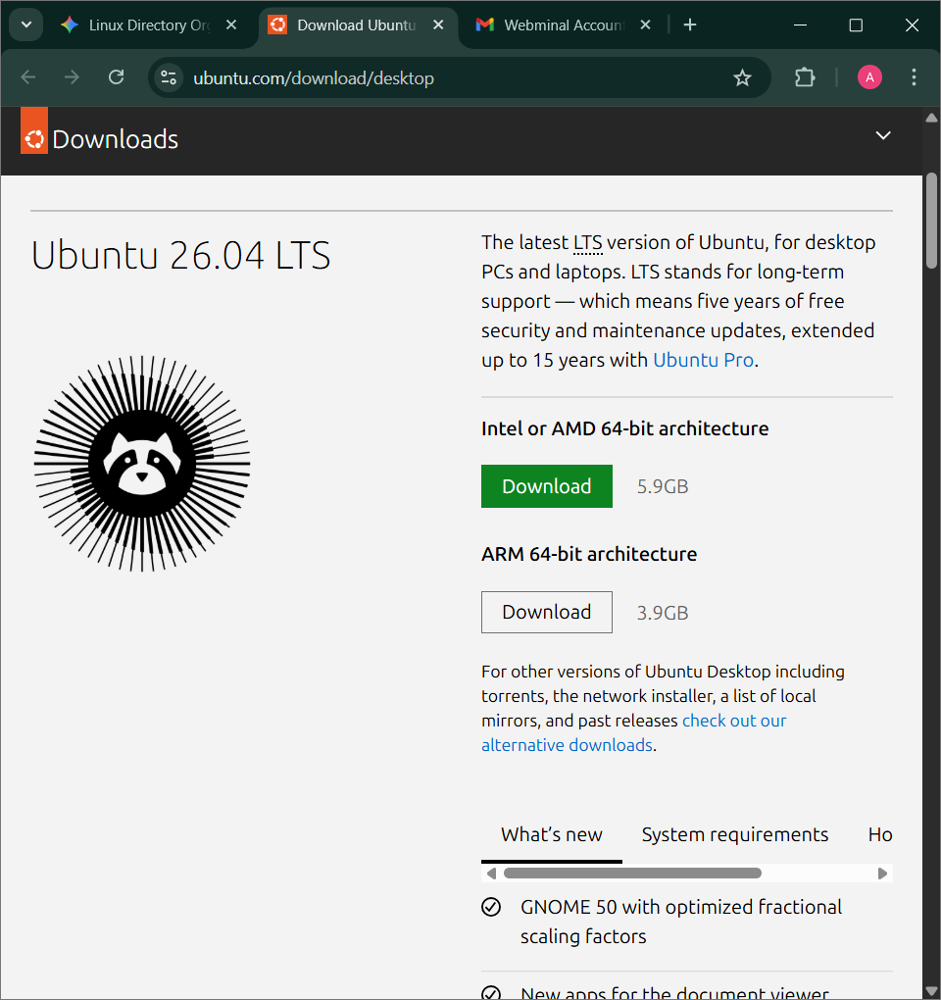 Linux Directory Org
Download Ubuntu
Webminal Account
ubuntu.com/download/desktop
A
Downloads
Ubuntu 26.04 LTS
The latest LTS version of Ubuntu, for desktop
PCs and laptops. LTS stands for long-term
support — which means five years of free
security and maintenance updates, extended
up to 15 years with Ubuntu Pro.
Intel or AMD 64-bit architecture
Download 5.9GB
ARM 64-bit architecture
Download 3.9GB
For other versions of Ubuntu Desktop including
torrents, the network installer, a list of local
mirrors, and past releases check out our
alternative downloads.
What’s new System requirements Ho
GNOME 50 with optimized fractional
scaling factors
New apps for the document viewer